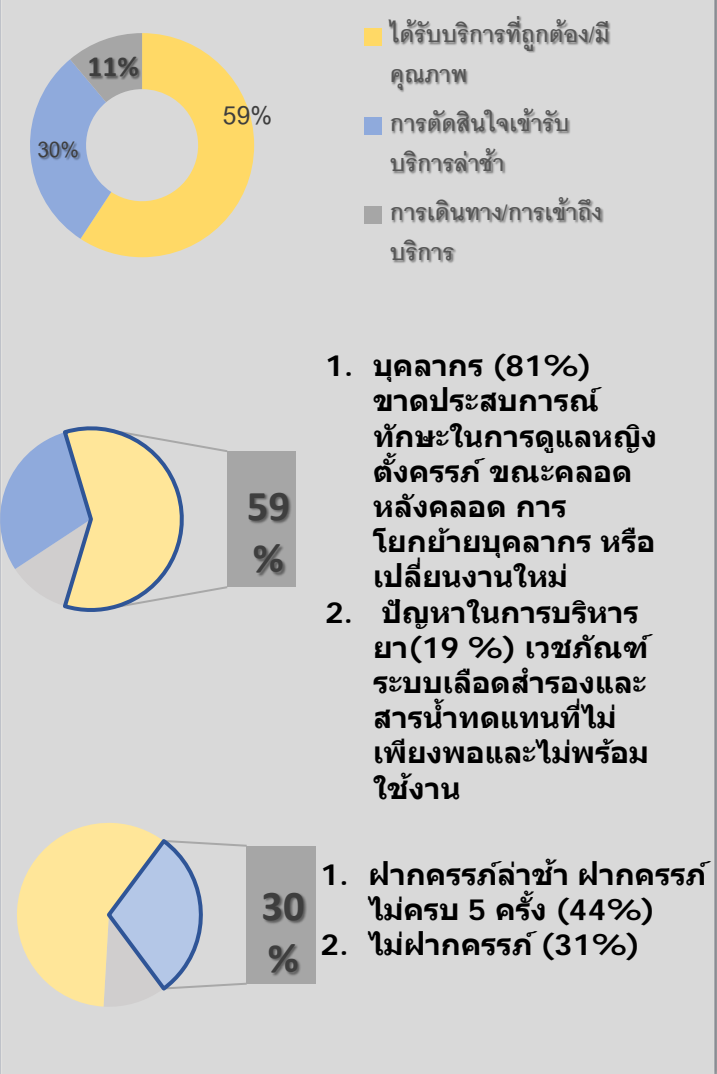 11%
59%
30%
ได้รับบริการที่ถูกต้อง/มี
คุณภาพ
การตัดสินใจเข้ารับ
บริการล่าช้า
การเดินทาง/การเข้าถึง
บริการ
59
%
1. บุคลากร (81%)
ขาดประสบการณ์
ทักษะในการดูแลหญิง
ตั้งครรภ์ ขณะคลอด
หลังคลอด การ
โยกย้ายบุคลากร หรือ
เปลี่ยนงานใหม่
2. ปัญหาในการบริหาร
ยา(19 %) เวชภัณฑ์
ระบบเลือดสำรองและ
สารน้ำทดแทนที่ไม่
เพียงพอและไม่พร้อม
ใช้งาน
30
%
1. ฝากครรภ์ล่าช้า ฝากครรภ์
ไม่ครบ 5 ครั้ง (44%)
2. ไม่ฝากครรภ์ (31%)